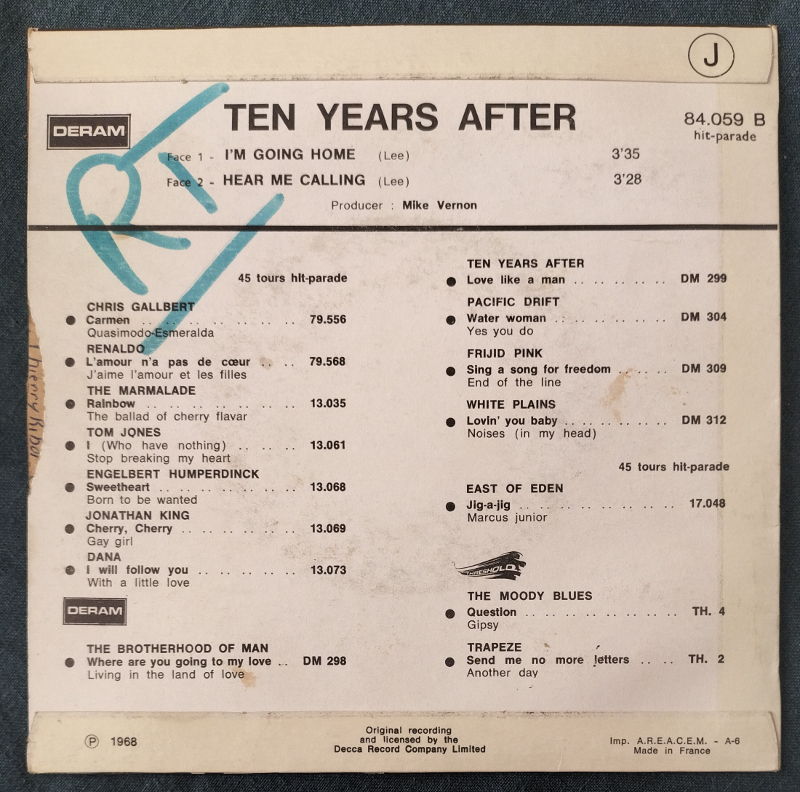 J
DERAM
TEN YEARS AFTER
84.059 B
hit-parade
Face 1 - I'M GOING HOME (Lee) 3'35
Face 2 - HEAR ME CALLING (Lee) 3'28
Producer : Mike Vernon
RT
45 tours hit-parade
CHRIS GALLBERT
Carmen .. .. .. .. .. .. .. 79.556
Quasimodo-Esmeralda
RENALDO
L'amour n'a pas de cœur .. .. 79.568
J'aime l'amour et les filles
THE MARMALADE
Rainbow .. .. .. .. .. .. .. 13.035
The ballad of cherry flavar
TOM JONES
I (Who have nothing) .. .. .. 13.061
Stop breaking my heart
ENGELBERT HUMPERDINCK
Sweetheart .. .. .. .. .. .. 13.068
Born to be wanted
JONATHAN KING
Cherry, Cherry .. .. .. .. .. 13.069
Gay girl
DANA
I will follow you .. .. .. .. .. 13.073
With a little love
DERAM
THE BROTHERHOOD OF MAN
Where are you going to my love .. DM 298
Living in the land of love
TEN YEARS AFTER
Love like a man .. .. .. .. .. DM 299
PACIFIC DRIFT
Water woman .. .. .. .. .. .. DM 304
Yes you do
FRIJID PINK
Sing a song for freedom .. .. .. DM 309
End of the line
WHITE PLAINS
Lovin' you baby .. .. .. .. .. DM 312
Noises (in my head)
45 tours hit-parade
EAST OF EDEN
Jig-a-jig .. .. .. .. .. .. .. 17.048
Marcus junior
THRESHOLD
THE MOODY BLUES
Question .. .. .. .. .. .. .. TH. 4
Gipsy
TRAPEZE
Send me no more letters .. .. TH. 2
Another day
Ⓟ 1968
Original recording
and licensed by the
Decca Record Company Limited
Imp. A.R.E.A.C.E.M. - A-6
Made in France